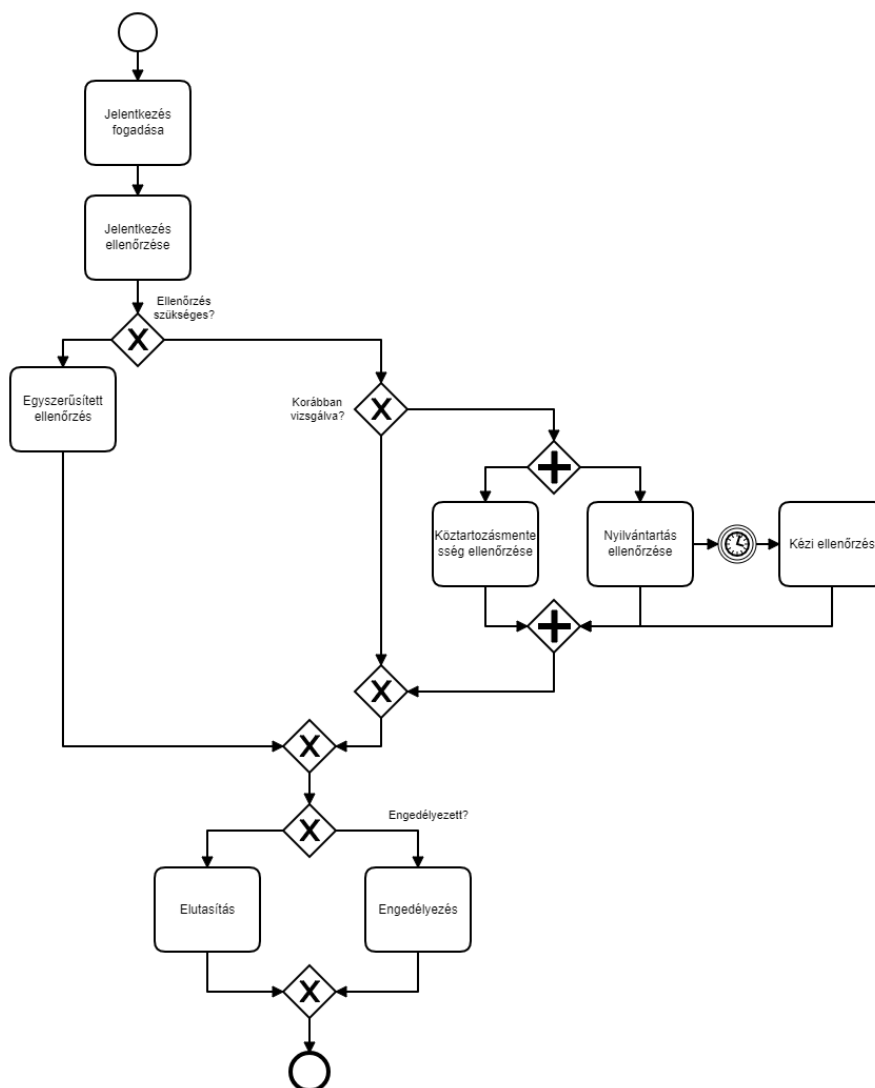 Jelentkezés
fogadása
Jelentkezés
ellenőrzése
Ellenőrzés
szükséges?
Egyszerűsített
ellenőrzés
Korábban
vizsgálva?
Köztartozásmente
sség ellenőrzése
Nyilvántartás
ellenőrzése
Kézi ellenőrzés
Engedélyezett?
Elutasítás
Engedélyezés